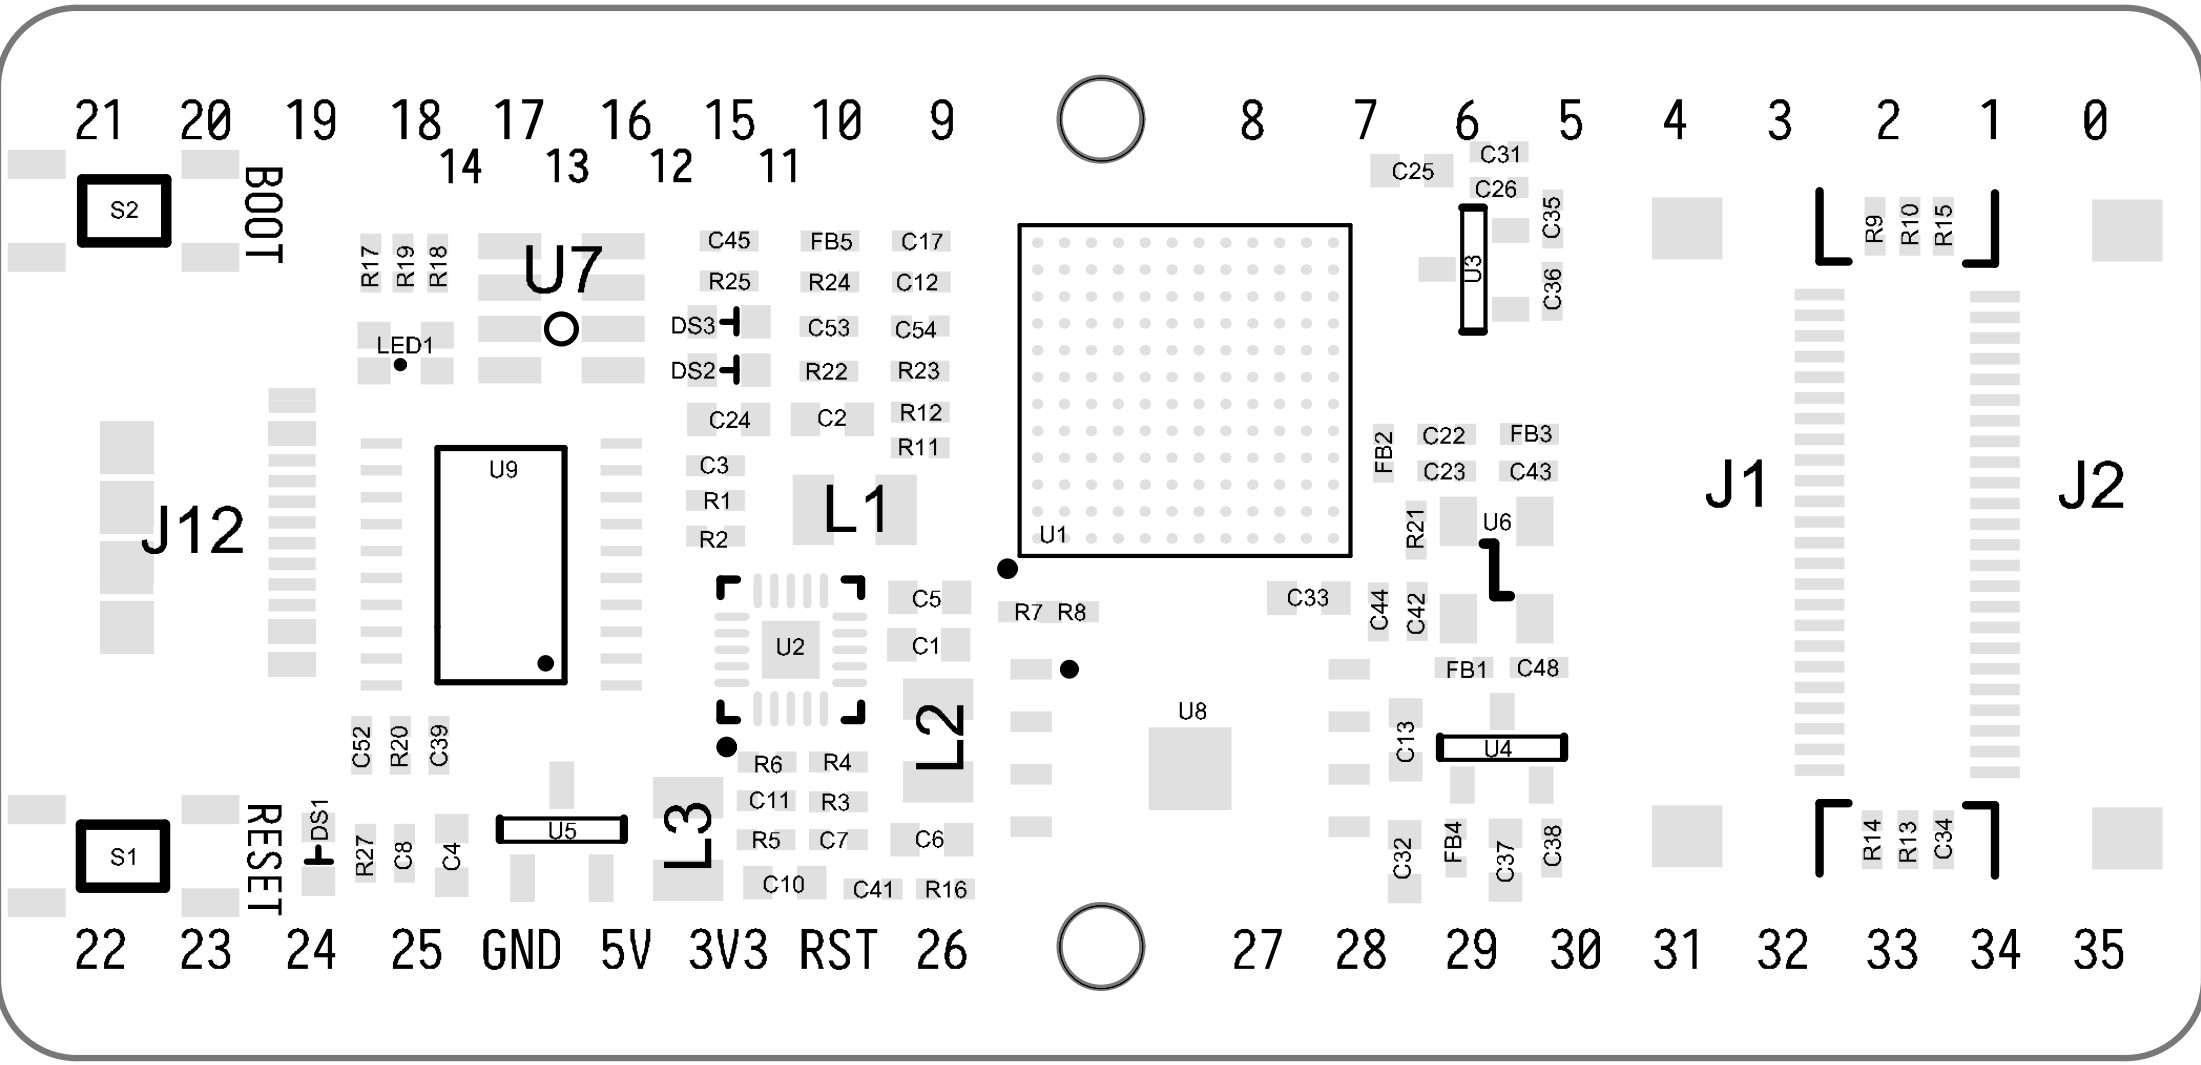 21 20 19 18 17 16 15 10 9 8 7 6 5 4 3 2 1 0
14 13 12 11
C31
C25
C26
BOOT
S2
C35
R9 R10 R15
U7
R17 R19 R18
C45 FB5 C17
R25 R24 C12
U3
C36
DS3 C53 C54
LED1
DS2 R22 R23
C24 C2 R12
R11
FB2 C22 FB3
C3
C23 C43
U9
J1
J2
R1
L1
J12
R2
U1
R21
U6
C5
R7 R8
C33
C44 C42
U2
C1
FB1 C48
U8
L2
C52 R20 C39
C13
U4
R6 R4
C11 R3
RESET
DS1
S1
R27 C8 C4
U5
L3
R5 C7 C6
C32 FB4 C37 C38
R14 R13 C34
C10 C41 R16
22 23 24 25 GND 5V 3V3 RST 26 27 28 29 30 31 32 33 34 35